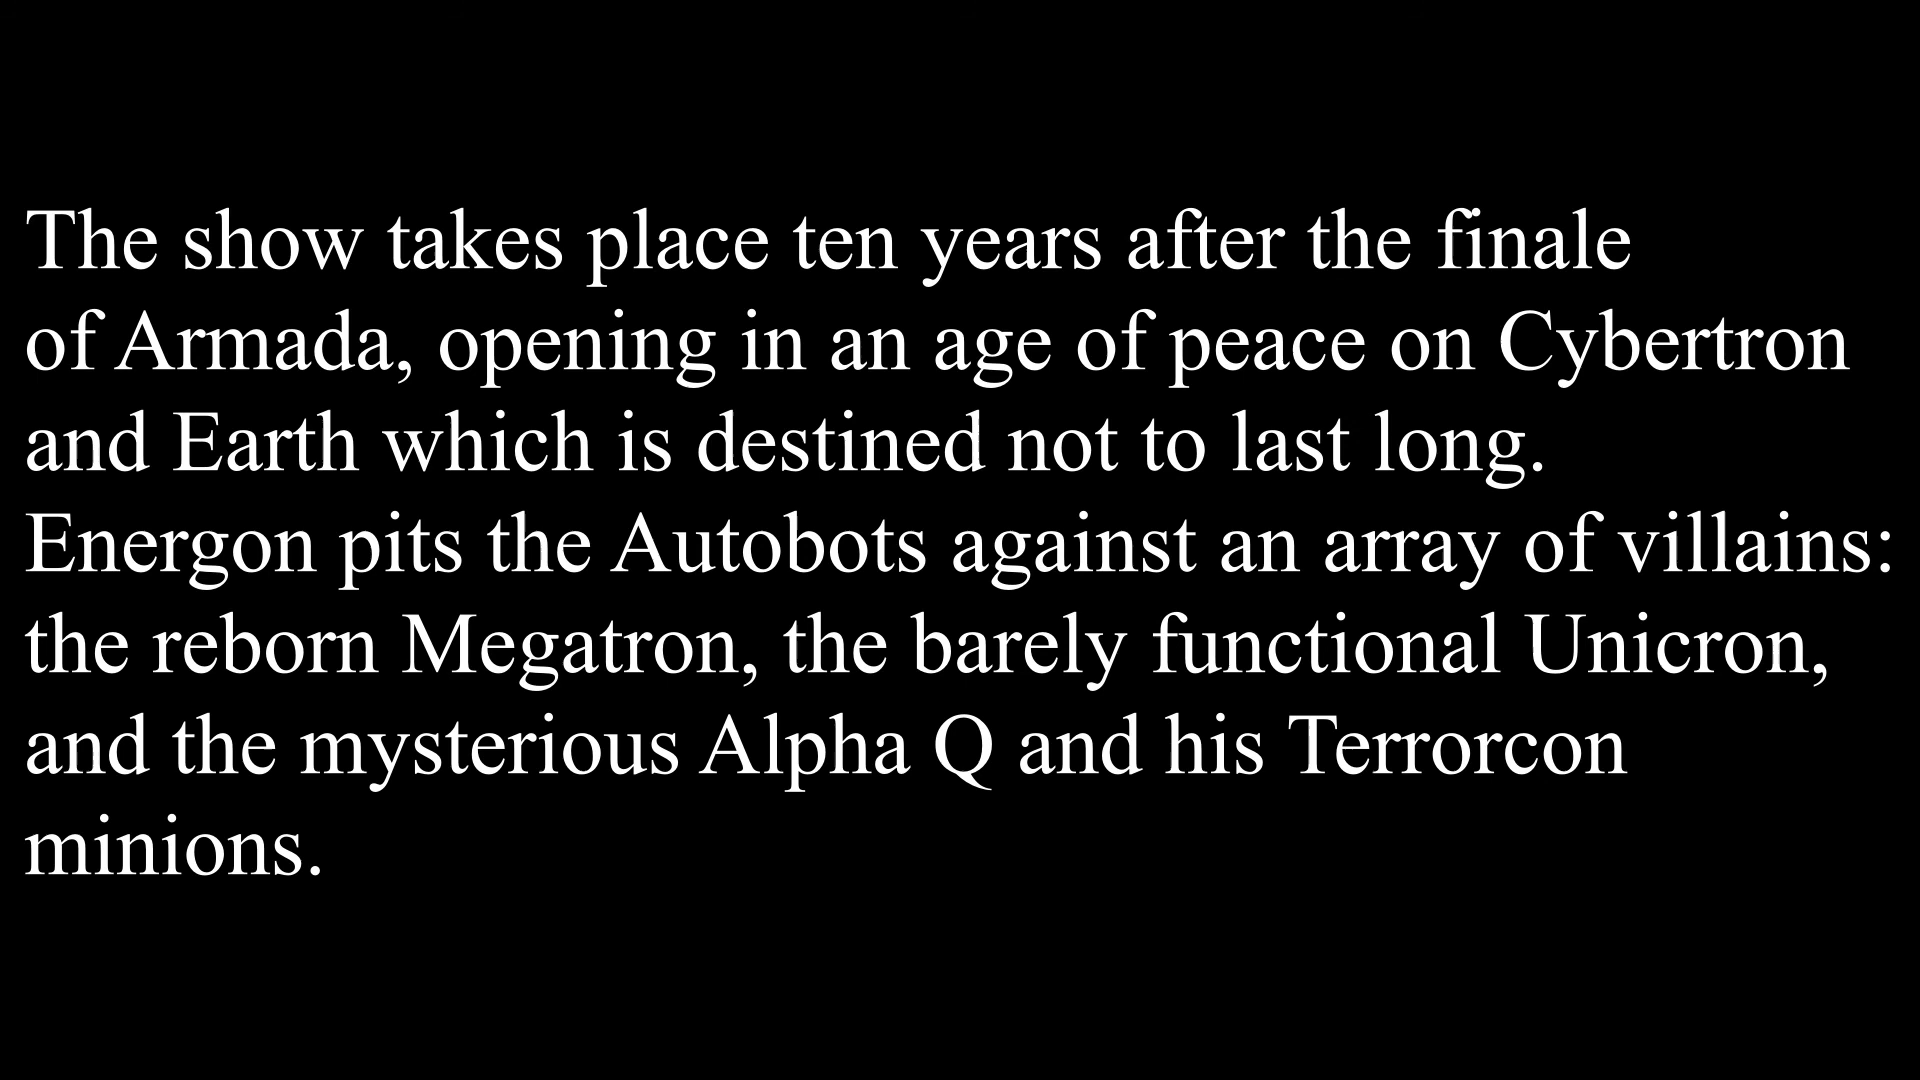 The show takes place ten years after the finale
of Armada, opening in an age of peace on Cybertron
and Earth which is destined not to last long.
Energon pits the Autobots against an array of villains:
the reborn Megatron, the barely functional Unicron,
and the mysterious Alpha Q and his Terrorcon
minions.